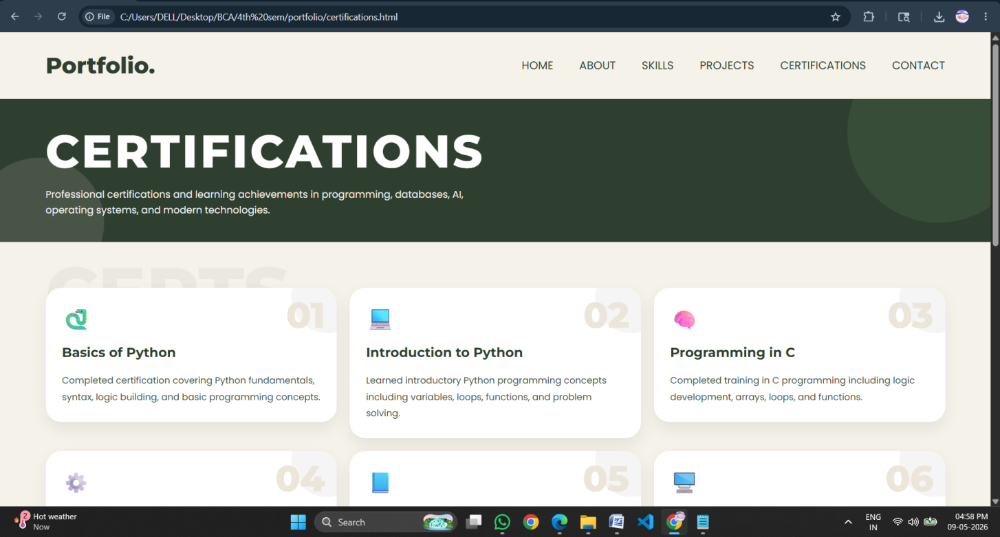 File
C:/Users/DELL/Desktop/BCA/4th%20sem/portfolio/certifications.html
Portfolio.
HOME
ABOUT
SKILLS
PROJECTS
CERTIFICATIONS
CONTACT
CERTIFICATIONS
Professional certifications and learning achievements in programming, databases, AI,
operating systems, and modern technologies.
CERTS
01
Basics of Python
Completed certification covering Python fundamentals,
syntax, logic building, and basic programming concepts.
02
Introduction to Python
Learned introductory Python programming concepts
including variables, loops, functions, and problem
solving.
03
Programming in C
Completed training in C programming including logic
development, arrays, loops, and functions.
04
05
06
2
Hot weather
Now
Search
ENG
IN
04:58 PM
09-05-2026